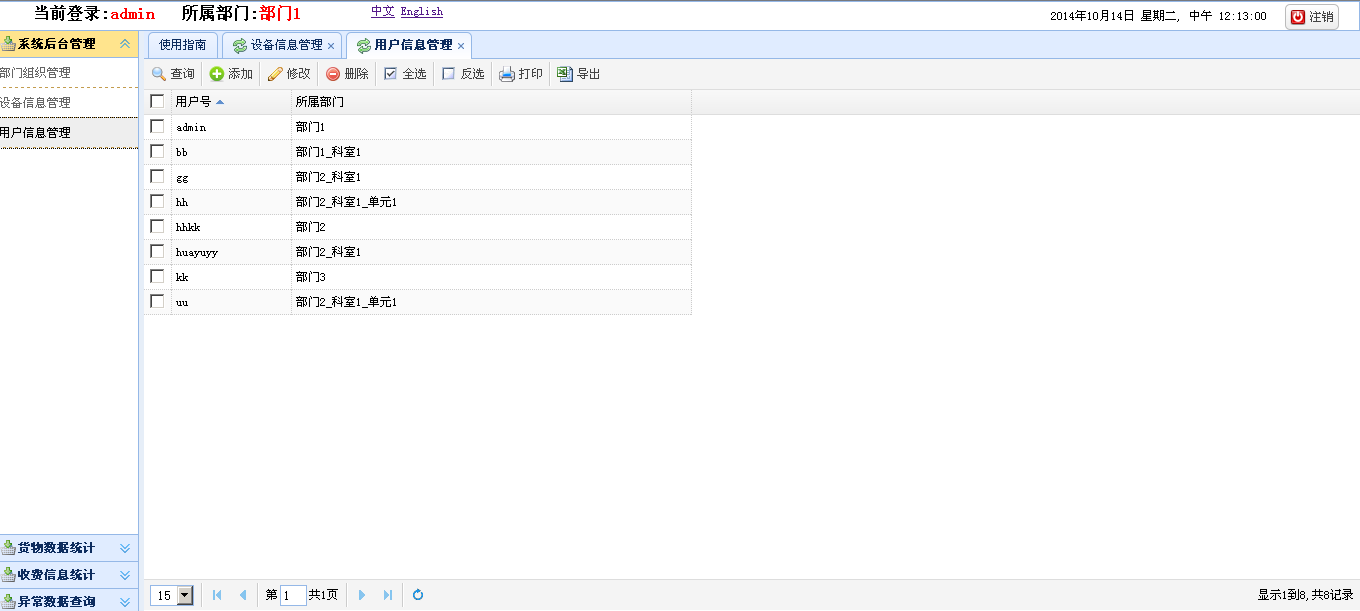 当前登录:admin 所属部门:部门1 中文 English 2014年10月14日 星期二, 中午 12:13:00 注销
系统后台管理
部门组织管理
设备信息管理
用户信息管理
货物数据统计
收费信息统计
异常数据查询
使用指南 设备信息管理 × 用户信息管理 ×
查询 添加 修改 删除 全选 反选 打印 导出
用户号 所属部门
admin 部门1
bb 部门1_科室1
gg 部门2_科室1
hh 部门2_科室1_单元1
hhkk 部门2
huayuyy 部门2_科室1
kk 部门3
uu 部门2_科室1_单元1
15 第 1 共1页 显示1到8, 共8记录